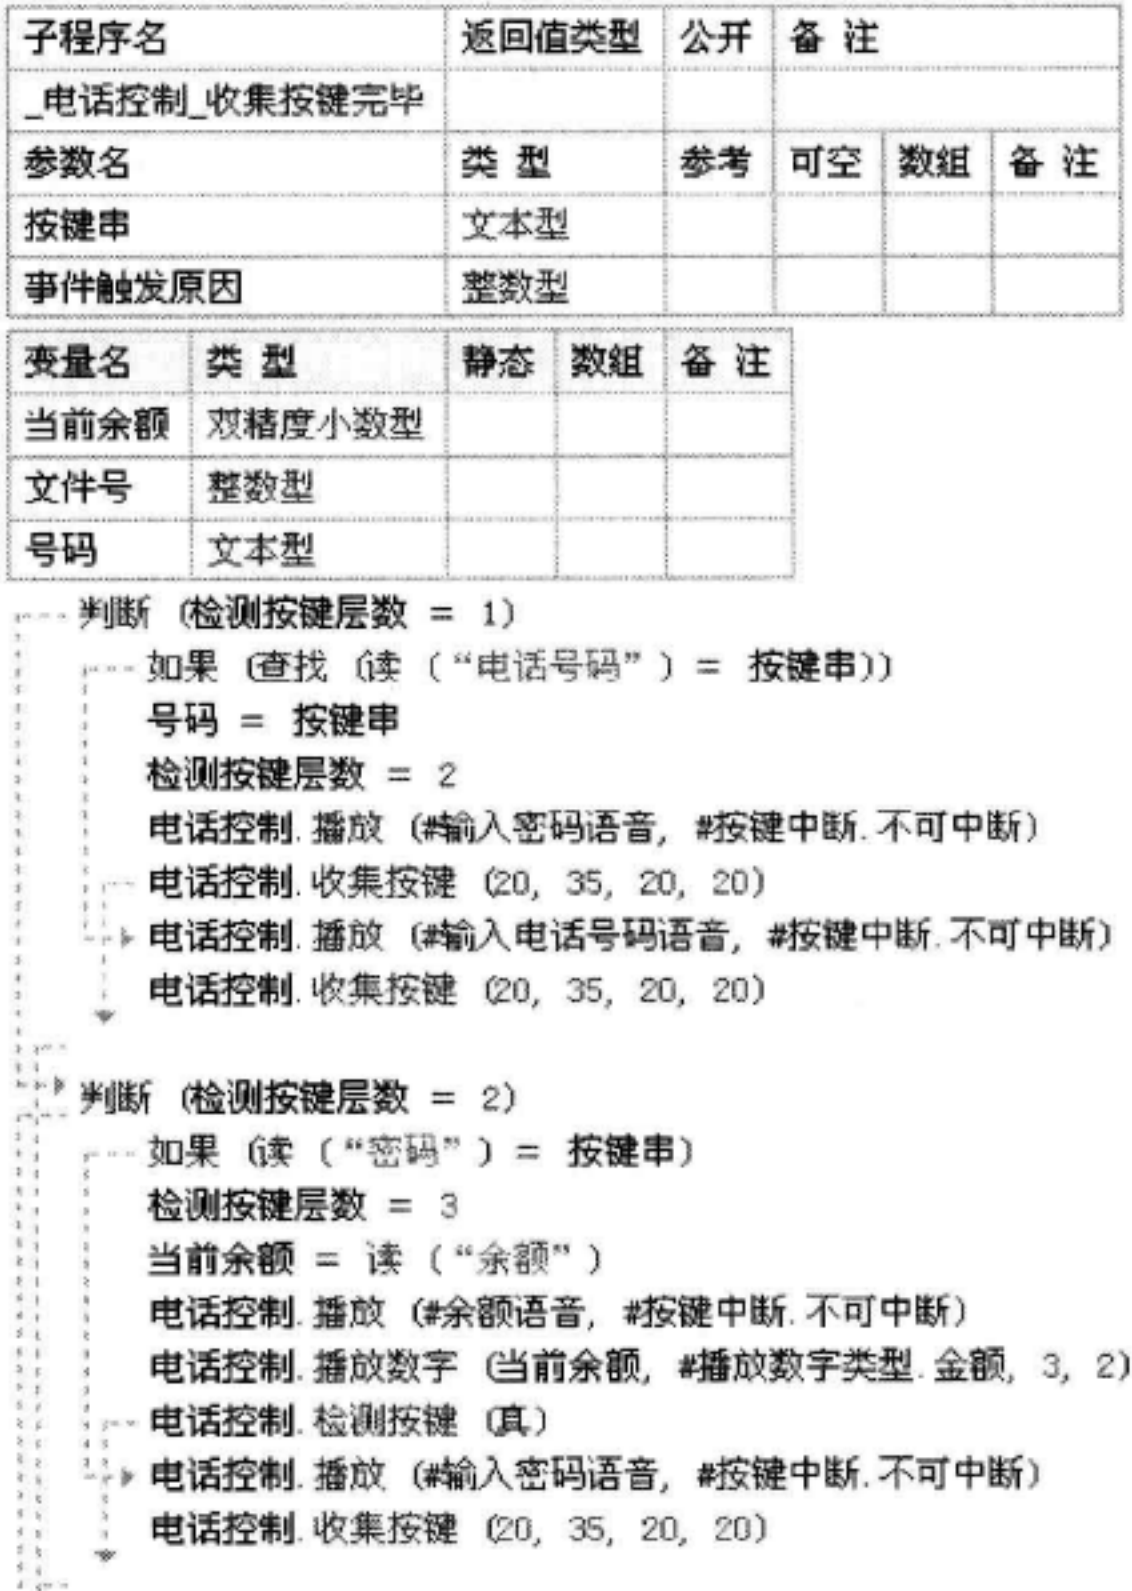 子程序名 返回值类型 公开 备 注
_电话控制_收集按键完毕
参数名 类 型 参考 可空 数组 备 注
按键串 文本型
事件触发原因 整数型
变量名 类 型 静态 数组 备 注
当前余额 双精度小数型
文件号 整数型
号码 文本型
判断 (检测按键层数 = 1)
如果 (查找 (读 (“电话号码”) = 按键串))
号码 = 按键串
检测按键层数 = 2
电话控制.播放 (#输入密码语音, #按键中断.不可中断)
电话控制.收集按键 (20, 35, 20, 20)
电话控制.播放 (#输入电话号码语音, #按键中断.不可中断)
电话控制.收集按键 (20, 35, 20, 20)
判断 (检测按键层数 = 2)
如果 (读 (“密码”) = 按键串)
检测按键层数 = 3
当前余额 = 读 (“余额”)
电话控制.播放 (#余额语音, #按键中断.不可中断)
电话控制.播放数字 (当前余额, #播放数字类型.金额, 3, 2)
电话控制.检测按键 (真)
电话控制.播放 (#输入密码语音, #按键中断.不可中断)
电话控制.收集按键 (20, 35, 20, 20)